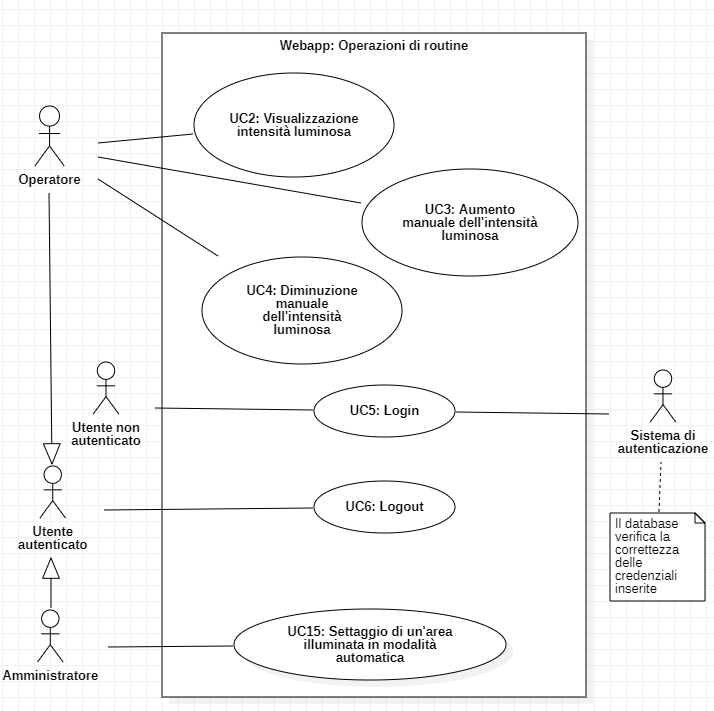 Webapp: Operazioni di routine
UC2: Visualizzazione
intensità luminosa
Operatore
UC3: Aumento
manuale dell'intensità
luminosa
UC4: Diminuzione
manuale
dell'intensità
luminosa
Utente non
autenticato
UC5: Login
Sistema di
autenticazione
UC6: Logout
Utente
autenticato
Il database
verifica la
correttezza
delle
credenziali
inserite
UC15: Settaggio di un'area
illuminata in modalità
automatica
Amministratore